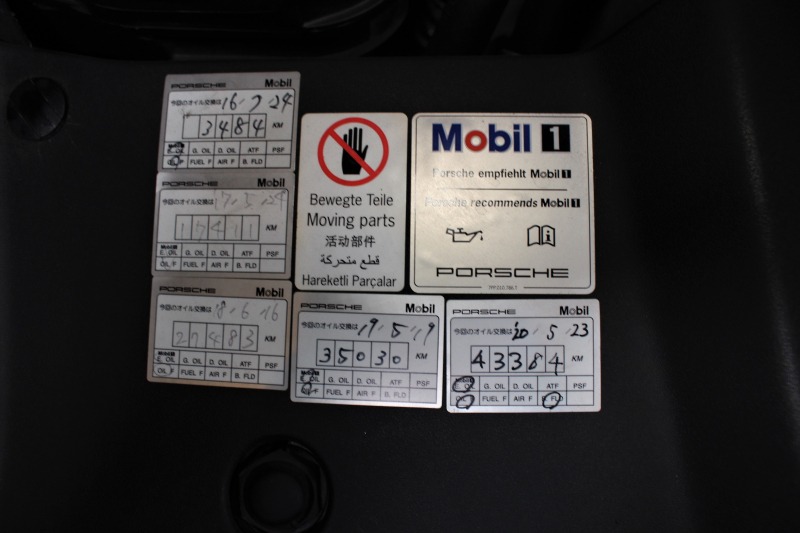 PORSCHE Mobil
今回のオイル交換は 16.7.24
3484 KM
E. OIL G. OIL D. OIL ATF PSF
OIL F FUEL F AIR F B. FLD
PORSCHE Mobil
今回のオイル交換は 17.5.24
KM
E. OIL G. OIL D. OIL ATF PSF
OIL F FUEL F AIR F B. FLD
PORSCHE Mobil
今回のオイル交換は 18.6.16
27483 KM
E. OIL G. OIL D. OIL ATF PSF
OIL F FUEL F AIR F B. FLD
Bewegte Teile
Moving parts
活动部件
قطع متحركة
Hareketli Parçalar
Mobil 1
Porsche empfiehlt Mobil 1
Porsche recommends Mobil 1
PORSCHE
PORSCHE Mobil
今回のオイル交換は 19.5.19
35030 KM
E. OIL G. OIL D. OIL ATF PSF
OIL F FUEL F AIR F B. FLD
PORSCHE Mobil
今回のオイル交換は '20.5.23
43384 KM
E. OIL G. OIL D. OIL ATF PSF
OIL F FUEL F AIR F B. FLD